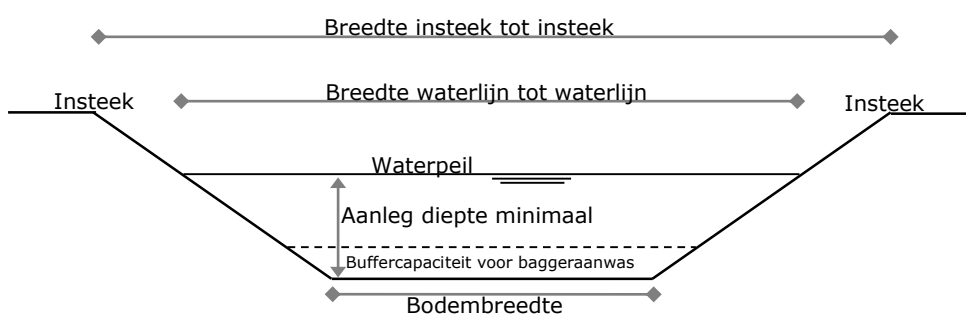 Breedte insteek tot insteek
Insteek
Breedte waterlijn tot waterlijn
Insteek
Waterpeil
Aanleg diepte minimaal
Buffercapaciteit voor baggeraanwas
Bodembreedte